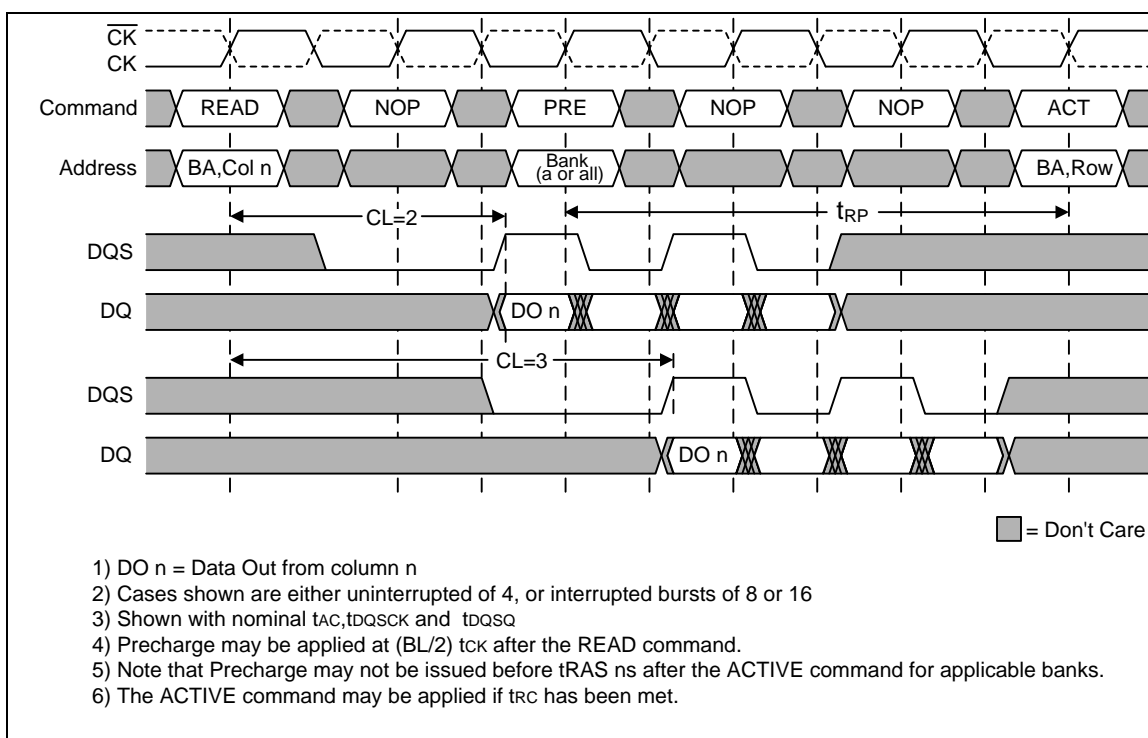 CK
CK
Command READ NOP PRE NOP NOP ACT
Address BA,Col n Bank (a or all) BA,Row
CL=2 tRP
DQS
DQ DO n
CL=3
DQS
DQ DO n
= Don't Care
1) DO n = Data Out from column n
2) Cases shown are either uninterrupted of 4, or interrupted bursts of 8 or 16
3) Shown with nominal tAC,tDQSCK and tDQSQ
4) Precharge may be applied at (BL/2) tCK after the READ command.
5) Note that Precharge may not be issued before tRAS ns after the ACTIVE command for applicable banks.
6) The ACTIVE command may be applied if tRC has been met.